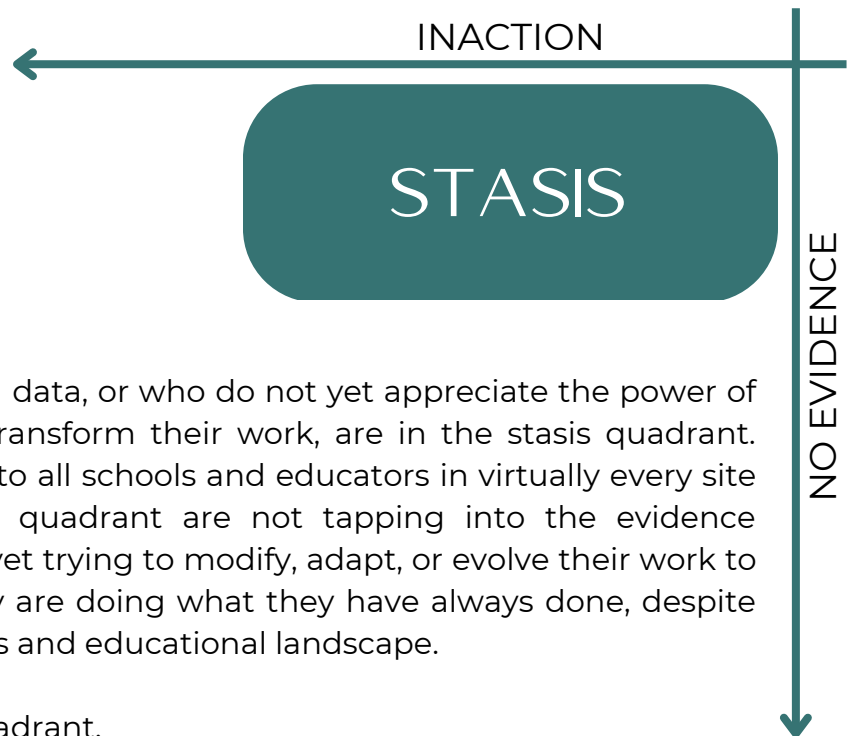 INACTION
STASIS
NO EVIDENCE
data, or who do not yet appreciate the power of
ransform their work, are in the stasis quadrant.
to all schools and educators in virtually every site
quadrant are not tapping into the evidence
yet trying to modify, adapt, or evolve their work to
are doing what they have always done, despite
s and educational landscape.
adrant.